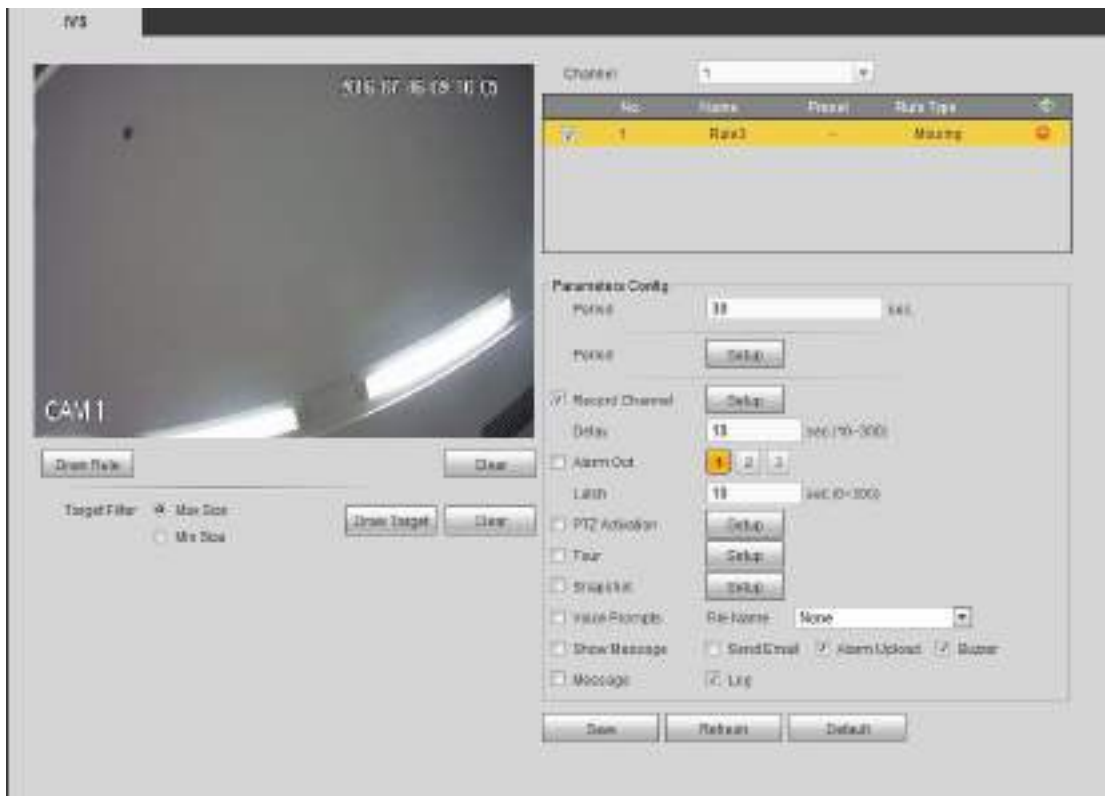 IVS
2016-07-16 09:10:05
CAM 1
Draw Rule
Clear
Target Filter
Max Size
Min Size
Draw Target
Clear
Channel
1
No.
Name
Preset
Rule Type
1
Rule3
--
Missing
Parameters Config
Period
sec.
Period
Setup
Record Channel
Setup
Delay
10
sec.(10~300)
Alarm Out
1
2
3
Latch
10
sec.(0~300)
PTZ Activation
Setup
Tour
Setup
Snapshot
Setup
Voice Prompts
File Name
None
Show Message
Send Email
Alarm Upload
Buzzer
Message
Log
Save
Refresh
Default